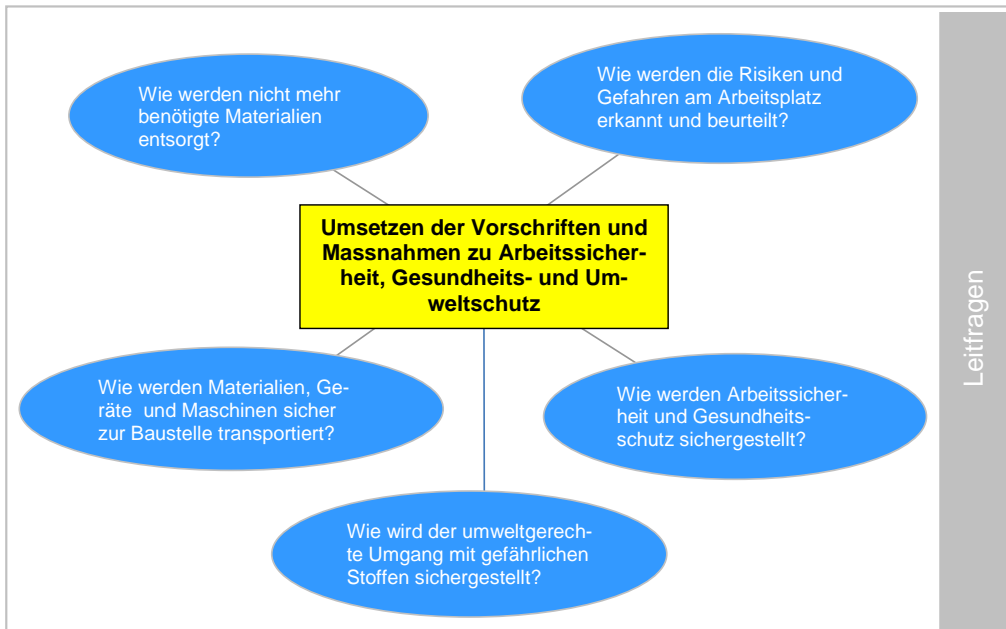 Wie werden nicht mehr
benötigte Materialien
entsorgt?
Wie werden die Risiken und
Gefahren am Arbeitsplatz
erkannt und beurteilt?
Umsetzen der Vorschriften und
Massnahmen zu Arbeitssicher-
heit, Gesundheits- und Um-
weltschutz
Wie werden Materialien, Ge-
räte  und Maschinen sicher
zur Baustelle transportiert?
Wie werden Arbeitssicher-
heit und Gesundheits-
schutz sichergestellt?
Wie wird der umweltgerech-
te Umgang mit gefährlichen
Stoffen sichergestellt?
Leitfragen